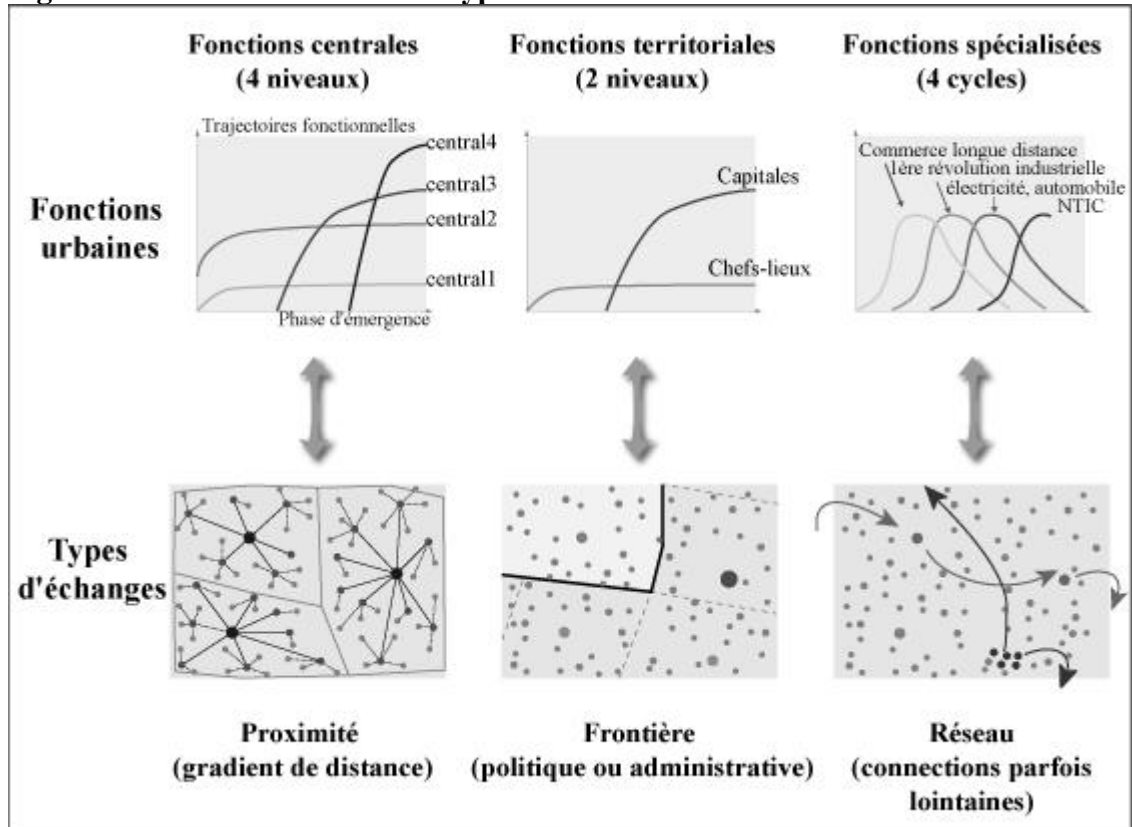 Fonctions centrales
(4 niveaux)
Fonctions territoriales
(2 niveaux)
Fonctions spécialisées
(4 cycles)
Fonctions
urbaines
Trajectoires fonctionnelles
central4
central3
central2
central1
Phase d'émergence
Capitales
Chefs-lieux
Commerce longue distance
1ère révolution industrielle
électricité, automobile
NTIC
Types
d'échanges
Proximité
(gradient de distance)
Frontière
(politique ou administrative)
Réseau
(connections parfois
lointaines)